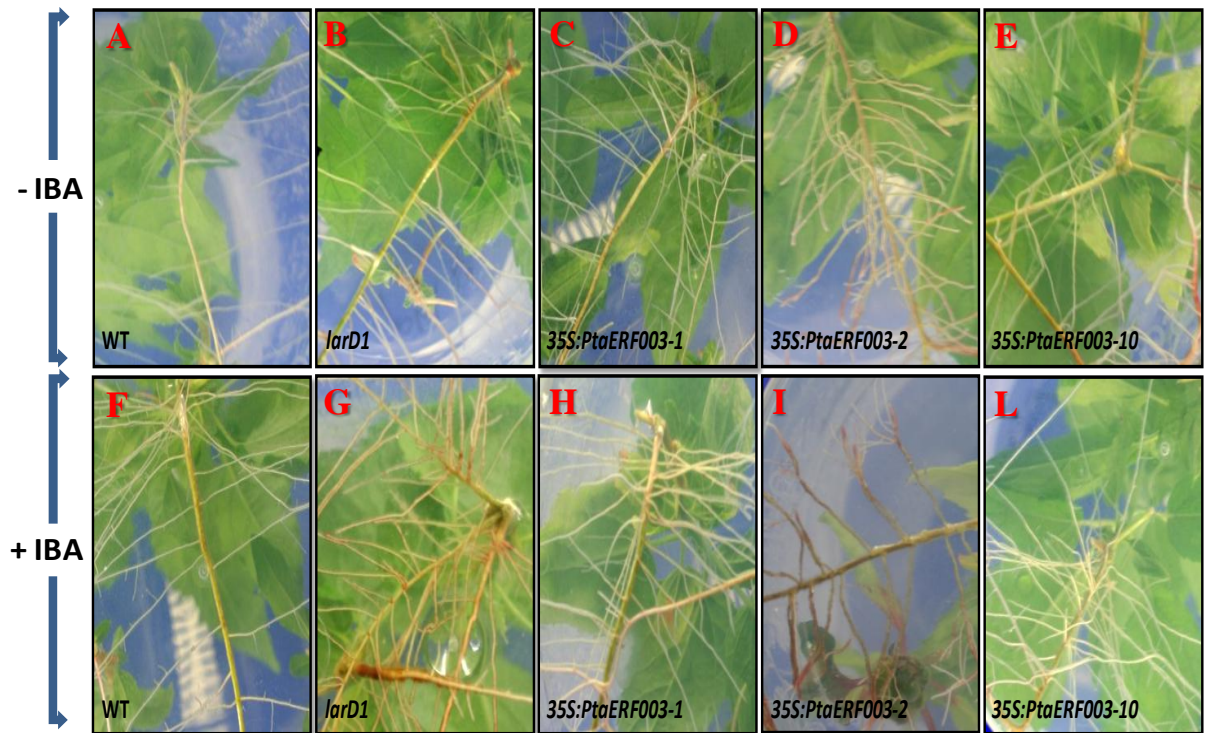 A B C D E
- IBA
WT larD1 35S:PtaERF003-1 35S:PtaERF003-2 35S:PtaERF003-10
F G H I L
+ IBA
WT larD1 35S:PtaERF003-1 35S:PtaERF003-2 35S:PtaERF003-10